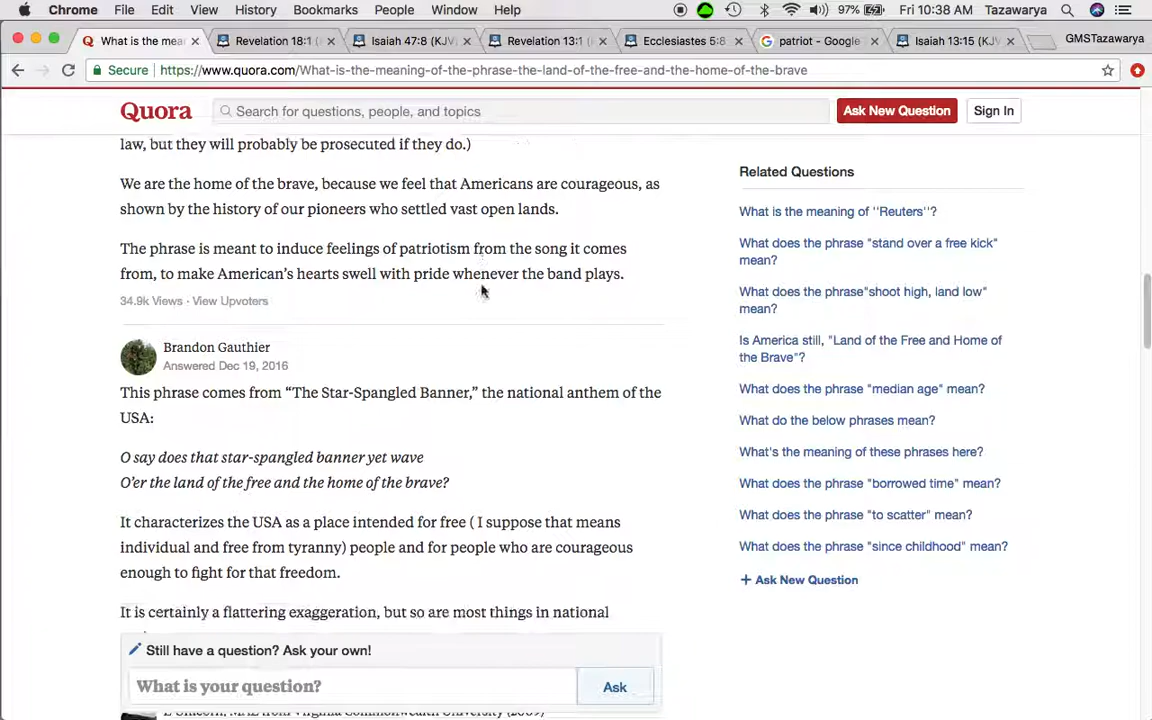 Chrome File Edit View History Bookmarks People Window Help 97% Fri 10:38 AM Tazawarya
Q What is the mea Revelation 18:1 ( Isaiah 47:8 (KJV Revelation 13:1 ( Ecclesiastes 5:8 patriot - Google Isaiah 13:15 (KJV GMSTazawarya
Secure https://www.quora.com/What-is-the-meaning-of-the-phrase-the-land-of-the-free-and-the-home-of-the-brave
Quora Search for questions, people, and topics Ask New Question Sign In
law, but they will probably be prosecuted if they do.)
We are the home of the brave, because we feel that Americans are courageous, as
shown by the history of our pioneers who settled vast open lands.
The phrase is meant to induce feelings of patriotism from the song it comes
from, to make American's hearts swell with pride whenever the band plays.
34.9k Views · View Upvoters
Brandon Gauthier
Answered Dec 19, 2016
This phrase comes from “The Star-Spangled Banner,” the national anthem of the
USA:
O say does that star-spangled banner yet wave
O'er the land of the free and the home of the brave?
It characterizes the USA as a place intended for free ( I suppose that means
individual and free from tyranny) people and for people who are courageous
enough to fight for that freedom.
It is certainly a flattering exaggeration, but so are most things in national
Still have a question? Ask your own!
What is your question? Ask
Related Questions
What is the meaning of ''Reuters''?
What does the phrase "stand over a free kick"
mean?
What does the phrase"shoot high, land low"
mean?
Is America still, "Land of the Free and Home of
the Brave"?
What does the phrase "median age" mean?
What do the below phrases mean?
What's the meaning of these phrases here?
What does the phrase "borrowed time" mean?
What does the phrase "to scatter" mean?
What does the phrase "since childhood" mean?
+ Ask New Question